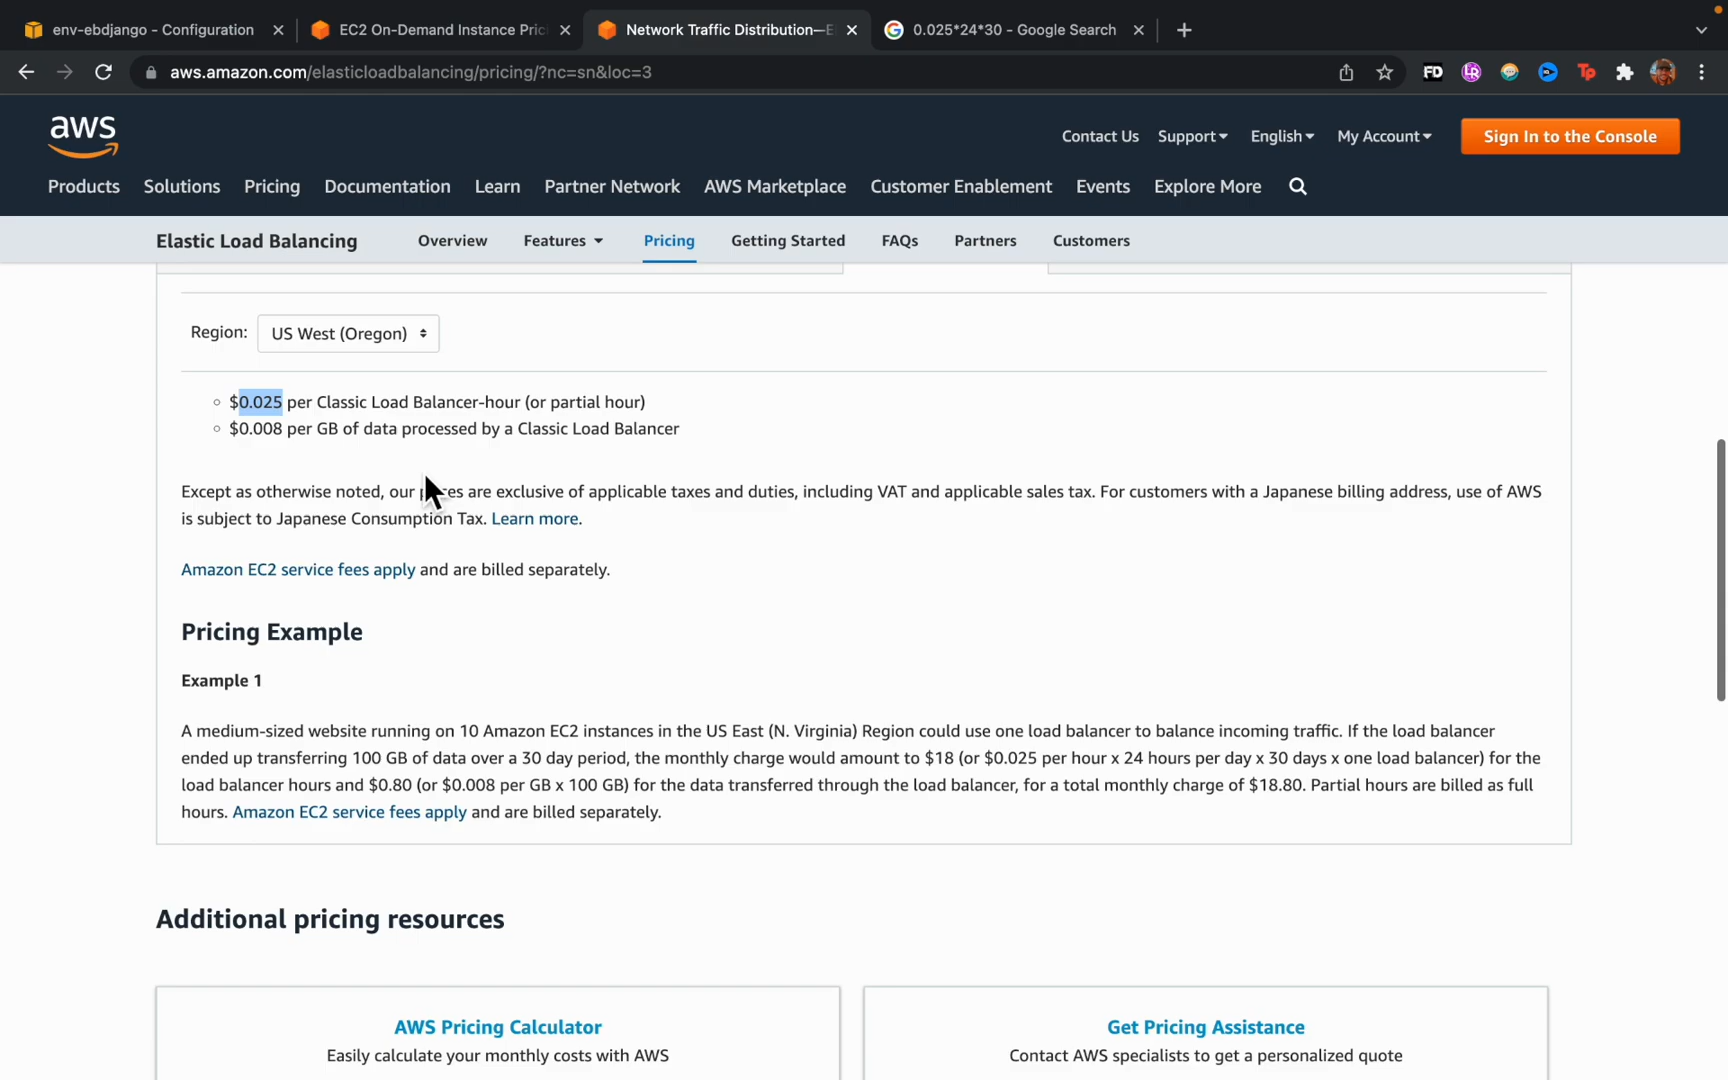 env-ebdjango - Configuration
EC2 On-Demand Instance Pric
Network Traffic Distribution—E
0.025*24*30 - Google Search
aws.amazon.com/elasticloadbalancing/pricing/?nc=sn&loc=3
FD
LR
Tp
aws
Contact Us Support English My Account Sign In to the Console
Products Solutions Pricing Documentation Learn Partner Network AWS Marketplace Customer Enablement Events Explore More
Elastic Load Balancing Overview Features Pricing Getting Started FAQs Partners Customers
Region: US West (Oregon)
$0.025 per Classic Load Balancer-hour (or partial hour)
$0.008 per GB of data processed by a Classic Load Balancer
Except as otherwise noted, our prices are exclusive of applicable taxes and duties, including VAT and applicable sales tax. For customers with a Japanese billing address, use of AWS
is subject to Japanese Consumption Tax. Learn more.
Amazon EC2 service fees apply and are billed separately.
Pricing Example
Example 1
A medium-sized website running on 10 Amazon EC2 instances in the US East (N. Virginia) Region could use one load balancer to balance incoming traffic. If the load balancer
ended up transferring 100 GB of data over a 30 day period, the monthly charge would amount to $18 (or $0.025 per hour x 24 hours per day x 30 days x one load balancer) for the
load balancer hours and $0.80 (or $0.008 per GB x 100 GB) for the data transferred through the load balancer, for a total monthly charge of $18.80. Partial hours are billed as full
hours. Amazon EC2 service fees apply and are billed separately.
Additional pricing resources
AWS Pricing Calculator
Easily calculate your monthly costs with AWS
Get Pricing Assistance
Contact AWS specialists to get a personalized quote